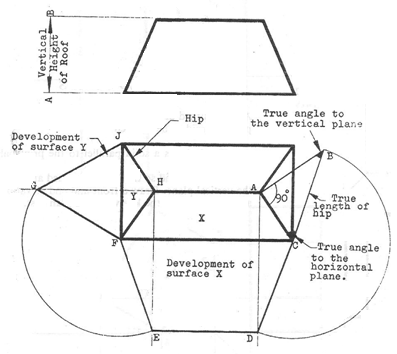 B
Vertical
Height
of Roof
A
Hip
True angle to
the vertical plane
Development
of surface Y
J
B
G
Y
H
A
90°
True
length of
hip
X
F
C
True angle
to the
horizontal
plane.
Development of
surface X
E
D